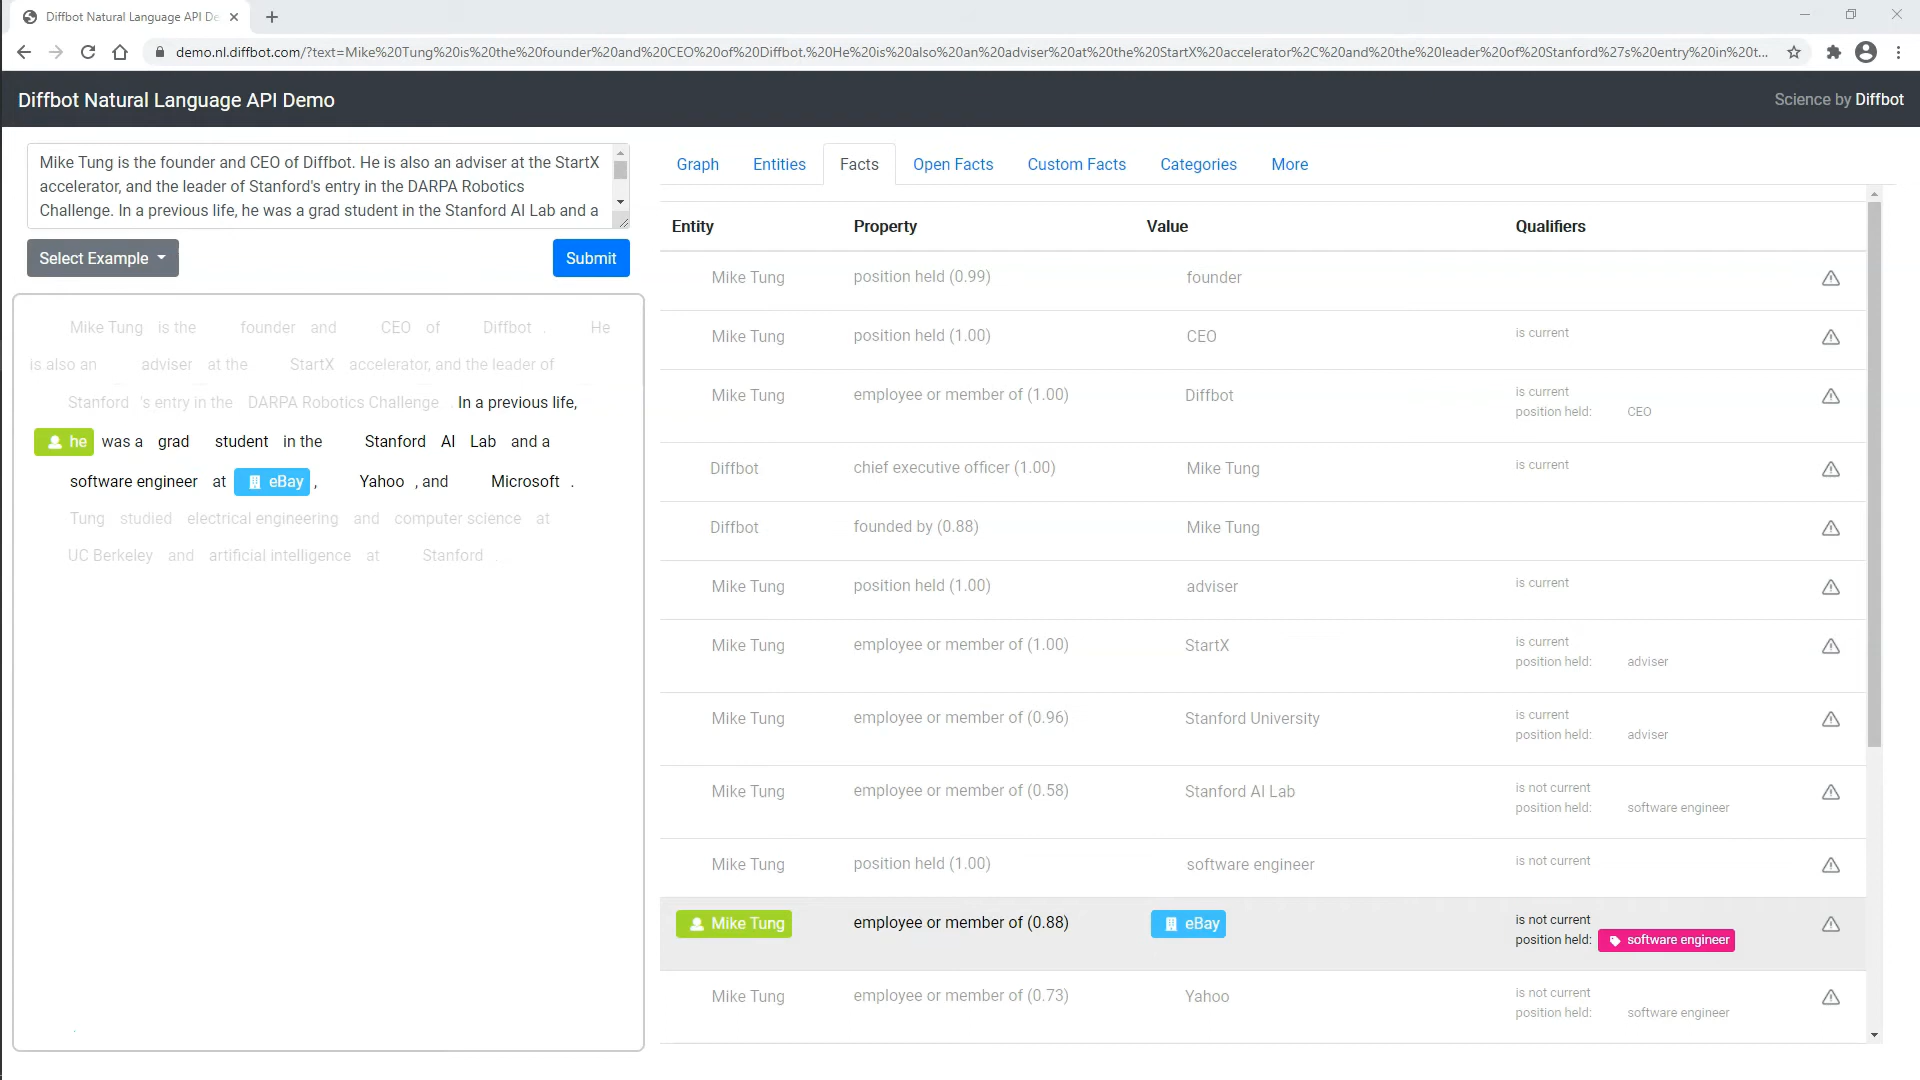 Diffbot Natural Language API De
demo.nl.diffbot.com/?text=Mike%20Tung%20is%20the%20founder%20and%20CEO%20of%20Diffbot.%20He%20is%20also%20an%20adviser%20at%20the%20StartX%20accelerator%2C%20and%20the%20leader%20of%20Stanford%27s%20entry%20in%20t...
Diffbot Natural Language API Demo
Science by Diffbot
Mike Tung is the founder and CEO of Diffbot. He is also an adviser at the StartX
accelerator, and the leader of Stanford's entry in the DARPA Robotics
Challenge. In a previous life, he was a grad student in the Stanford AI Lab and a
Select Example
Submit
Mike Tung is the founder and CEO of Diffbot . He
is also an adviser at the StartX accelerator, and the leader of
Stanford 's entry in the DARPA Robotics Challenge . In a previous life,
he was a grad student in the Stanford AI Lab and a
software engineer at eBay , Yahoo , and Microsoft .
Tung studied electrical engineering and computer science at
UC Berkeley and artificial intelligence at Stanford .
Graph Entities Facts Open Facts Custom Facts Categories More
Entity Property Value Qualifiers
Mike Tung position held (0.99) founder
Mike Tung position held (1.00) CEO is current
Mike Tung employee or member of (1.00) Diffbot is current
position held: CEO
Diffbot chief executive officer (1.00) Mike Tung is current
Diffbot founded by (0.88) Mike Tung
Mike Tung position held (1.00) adviser is current
Mike Tung employee or member of (1.00) StartX is current
position held: adviser
Mike Tung employee or member of (0.96) Stanford University is current
position held: adviser
Mike Tung employee or member of (0.58) Stanford AI Lab is not current
position held: software engineer
Mike Tung position held (1.00) software engineer is not current
Mike Tung employee or member of (0.88) eBay is not current
position held: software engineer
Mike Tung employee or member of (0.73) Yahoo is not current
position held: software engineer